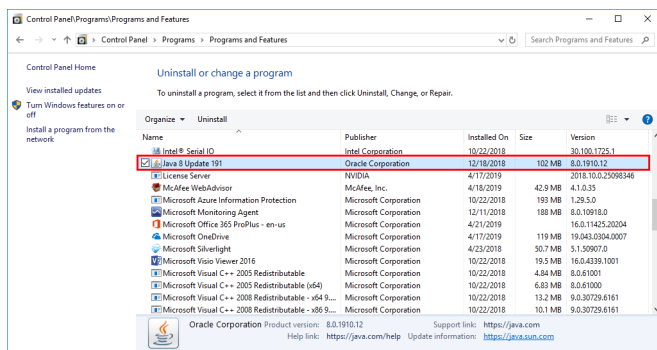 Control Panel\Programs\Programs and Features
Control Panel > Programs > Programs and Features
Search Programs and Features
Control Panel Home
View installed updates
Turn Windows features on or off
Install a program from the network
Uninstall or change a program
To uninstall a program, select it from the list and then click Uninstall, Change, or Repair.
Organize Uninstall
Name Publisher Installed On Size Version
Intel® Serial IO Intel Corporation 10/22/2018 30.100.1725.1
Java 8 Update 191 Oracle Corporation 12/18/2018 102 MB 8.0.1910.12
License Server NVIDIA 4/17/2019 2018.10.0.25098346
McAfee WebAdvisor McAfee, Inc. 4/18/2019 42.9 MB 4.1.0.35
Microsoft Azure Information Protection Microsoft Corporation 10/22/2018 193 MB 1.29.5.0
Microsoft Monitoring Agent Microsoft Corporation 12/11/2018 188 MB 8.0.10918.0
Microsoft Office 365 ProPlus - en-us Microsoft Corporation 4/21/2019 16.0.11425.20204
Microsoft OneDrive Microsoft Corporation 4/17/2019 119 MB 19.043.0304.0007
Microsoft Silverlight Microsoft Corporation 4/23/2018 50.7 MB 5.1.50907.0
Microsoft Visio Viewer 2016 Microsoft Corporation 10/22/2018 19.5 MB 16.0.4339.1001
Microsoft Visual C++ 2005 Redistributable Microsoft Corporation 10/22/2018 4.84 MB 8.0.61001
Microsoft Visual C++ 2005 Redistributable (x64) Microsoft Corporation 10/22/2018 6.83 MB 8.0.61000
Microsoft Visual C++ 2008 Redistributable - x64 9.... Microsoft Corporation 10/22/2018 13.2 MB 9.0.30729.6161
Microsoft Visual C++ 2008 Redistributable - x86 9.... Microsoft Corporation 10/22/2018 10.1 MB 9.0.30729.6161
Oracle Corporation Product version: 8.0.1910.12 Support link: https://java.com
Help link: https://java.com/help Update information: https://java.sun.com